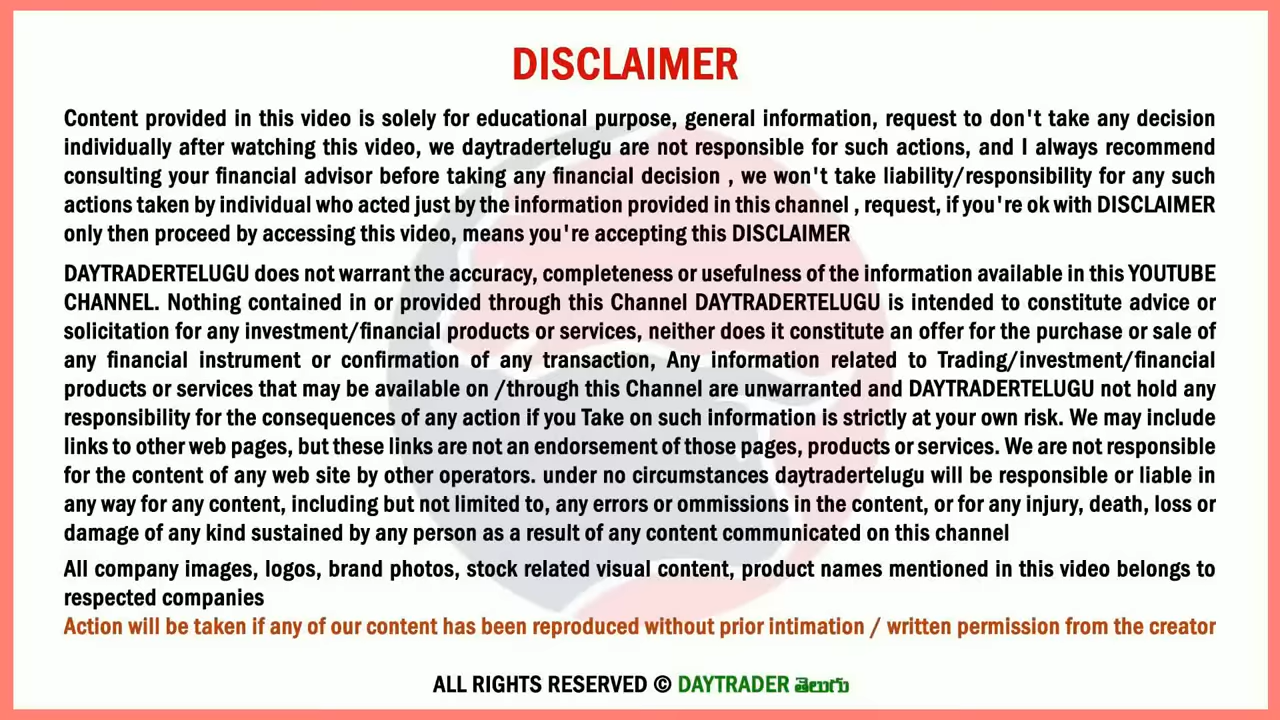 DISCLAIMER
Content provided in this video is solely for educational purpose, general information, request to don't take any decision
individually after watching this video, we daytradertelugu are not responsible for such actions, and I always recommend
consulting your financial advisor before taking any financial decision , we won't take liability/responsibility for any such
actions taken by individual who acted just by the information provided in this channel , request, if you're ok with DISCLAIMER
only then proceed by accessing this video, means you're accepting this DISCLAIMER
DAYTRADERTELUGU does not warrant the accuracy, completeness or usefulness of the information available in this YOUTUBE
CHANNEL. Nothing contained in or provided through this Channel DAYTRADERTELUGU is intended to constitute advice or
solicitation for any investment/financial products or services, neither does it constitute an offer for the purchase or sale of
any financial instrument or confirmation of any transaction, Any information related to Trading/investment/financial
products or services that may be available on /through this Channel are unwarranted and DAYTRADERTELUGU not hold any
responsibility for the consequences of any action if you Take on such information is strictly at your own risk. We may include
links to other web pages, but these links are not an endorsement of those pages, products or services. We are not responsible
for the content of any web site by other operators. under no circumstances daytradertelugu will be responsible or liable in
any way for any content, including but not limited to, any errors or ommissions in the content, or for any injury, death, loss or
damage of any kind sustained by any person as a result of any content communicated on this channel
All company images, logos, brand photos, stock related visual content, product names mentioned in this video belongs to
respected companies
Action will be taken if any of our content has been reproduced without prior intimation / written permission from the creator
ALL RIGHTS RESERVED © DAYTRADER తెలుగు